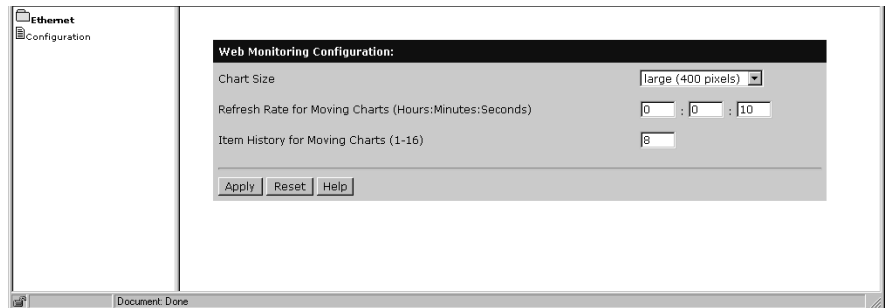 Ethernet
Configuration
Web Monitoring Configuration:
Chart Size large (400 pixels)
Refresh Rate for Moving Charts (Hours:Minutes:Seconds) 0 : 0 : 10
Item History for Moving Charts (1-16) 8
Apply Reset Help
Document: Done